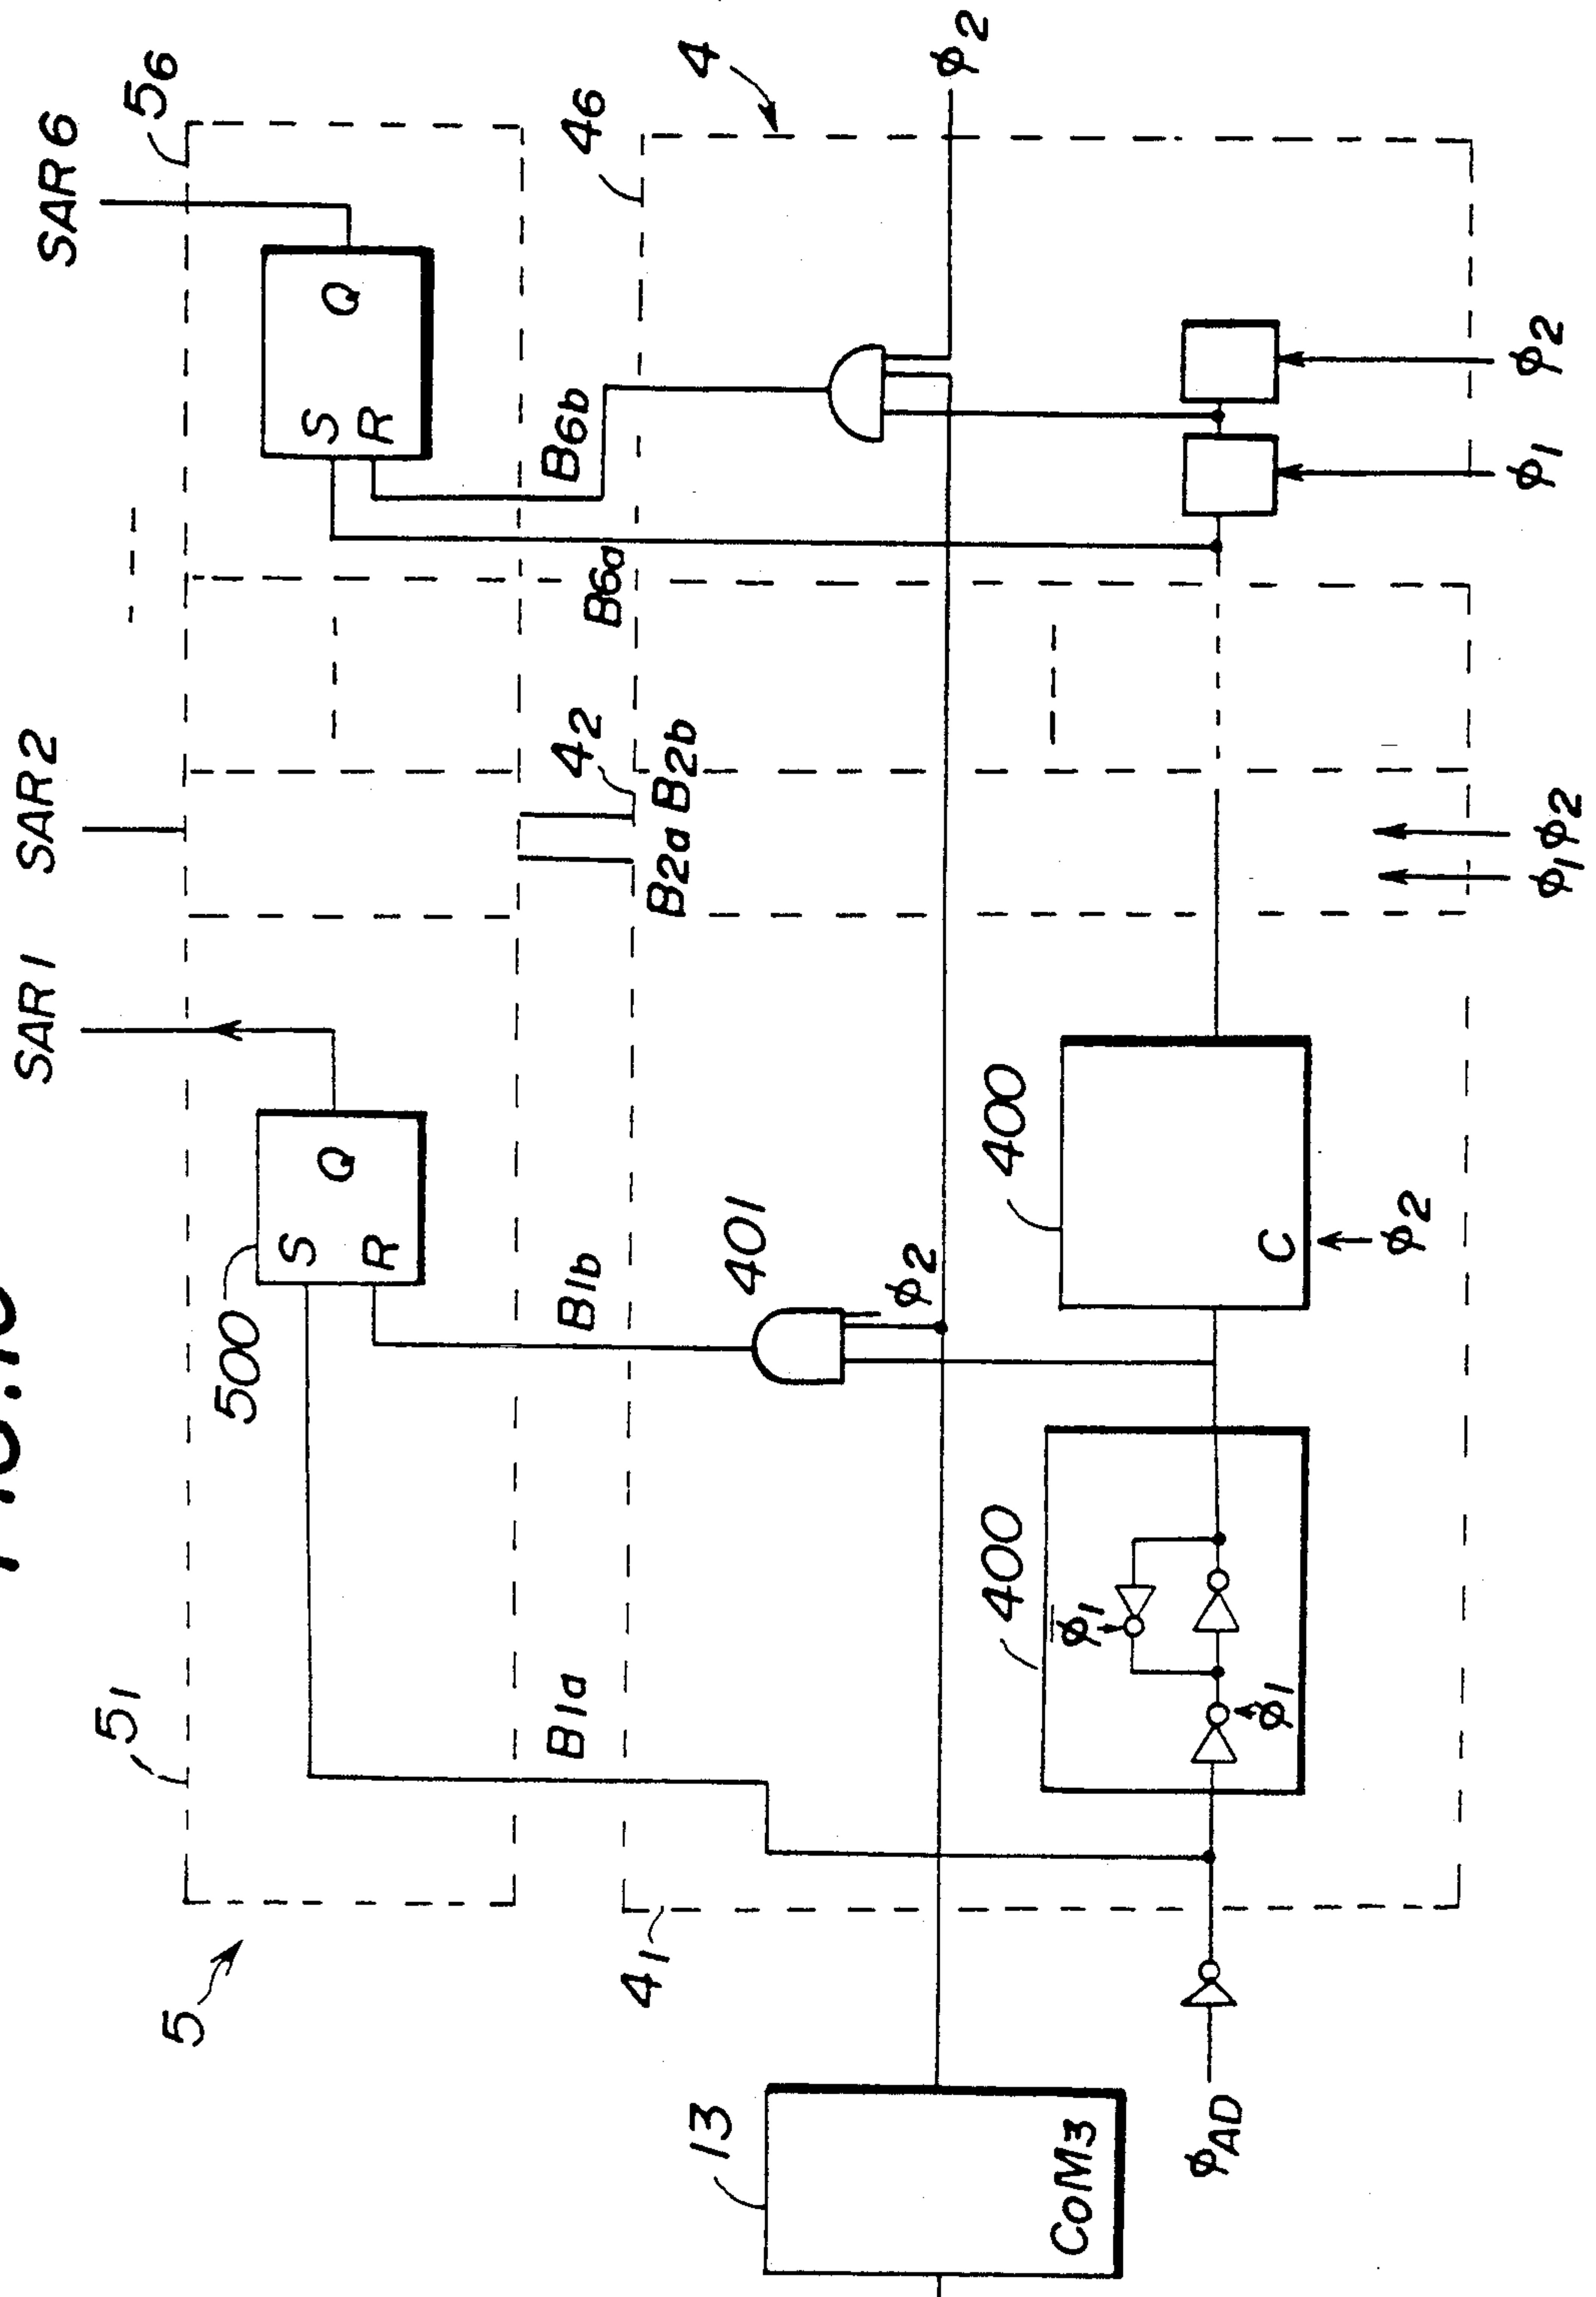 SAR1 SAR2 SAR6
5 5₁ 5₆
500 S R Q
S R Q
B1a B1b B2a B2b B6a B6b
4₁ 4₂ 4₆ 4
401 φ2
φ2
13 CoM3
400 φ̅1 φ1
400 C φ2
φAD
φ1 φ2
φ1 φ2